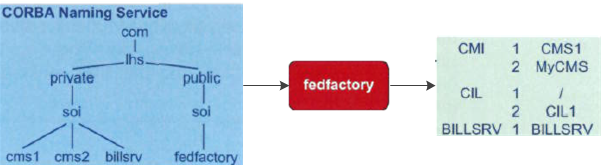 CORBA Naming Service
com
lhs
private public
soi soi
cms1 cms2 billsrv fedfactory
fedfactory
CMI 1 CMS1
2 MyCMS
CIL 1 /
2 CIL1
BILLSRV 1 BILLSRV